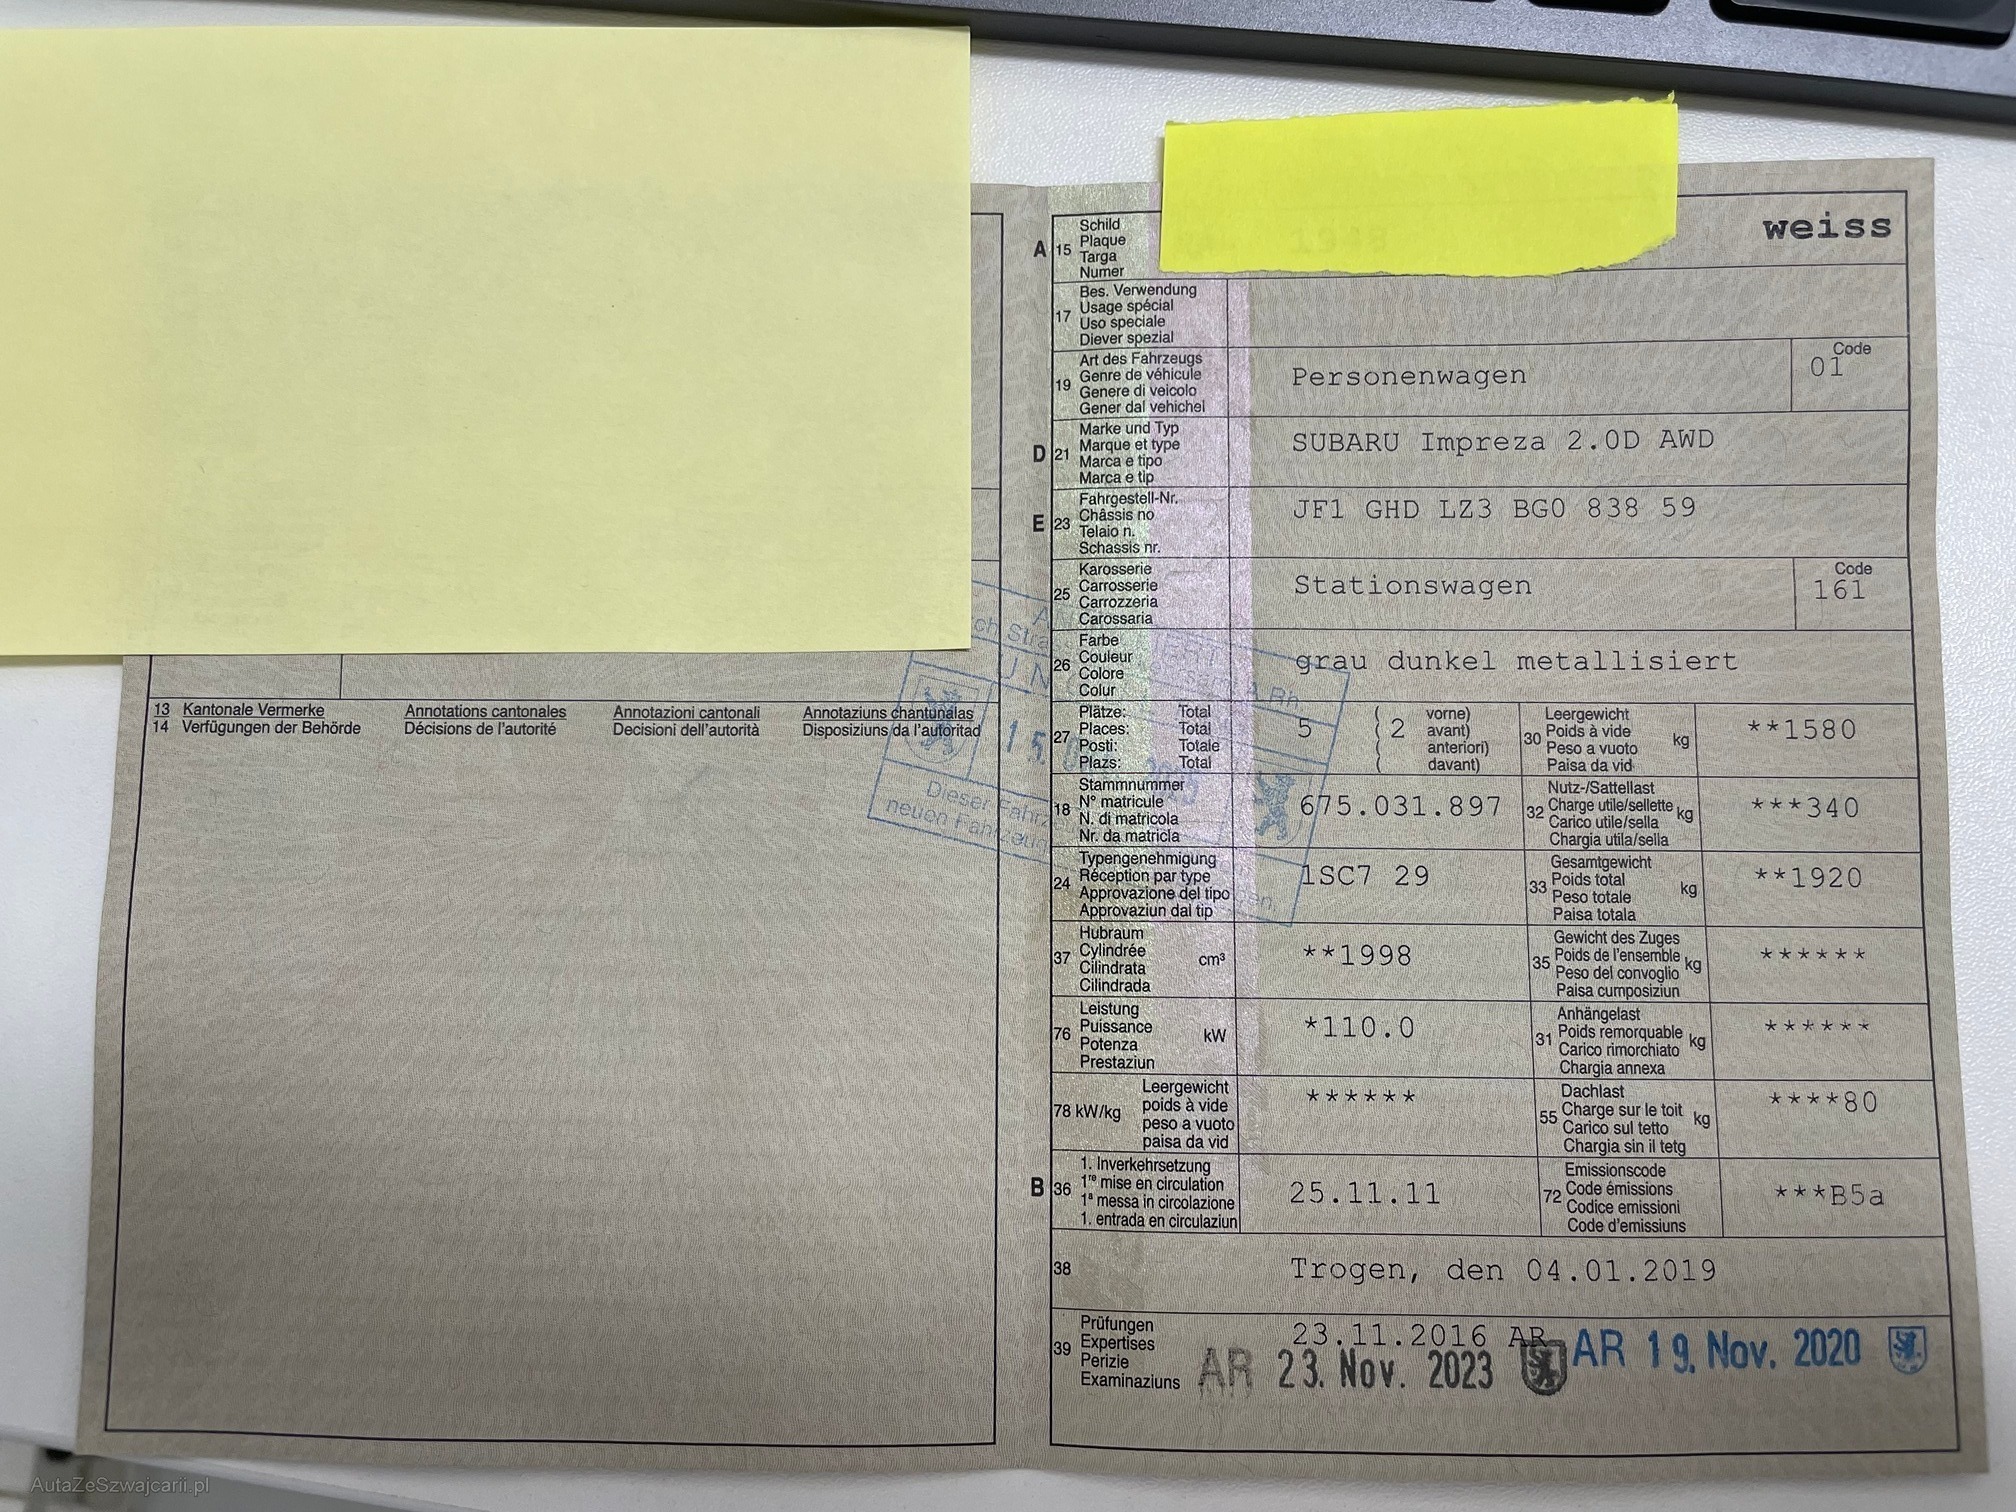 A 15 Schild
Plaque
Targa
Numer
weiss
17 Bes. Verwendung
Usage spécial
Uso speciale
Diever spezial
19 Art des Fahrzeugs
Genre de véhicule
Genere di veicolo
Gener dal vehichel
Personenwagen
Code
01
D 21 Marke und Typ
Marque et type
Marca e tipo
Marca e tip
SUBARU Impreza 2.0D AWD
E 23 Fahrgestell-Nr.
Châssis no
Telaio n.
Schassis nr.
JF1 GHD LZ3 BG0 838 59
25 Karosserie
Carrosserie
Carrozzeria
Carossaria
Stationswagen
Code
161
26 Farbe
Couleur
Colore
Colur
grau dunkel metallisiert
13 Kantonale Vermerke Annotations cantonales Annotazioni cantonali Annotaziuns chantunalas
14 Verfügungen der Behörde Décisions de l'autorité Decisioni dell'autorità Disposiziuns da l'autoritad
Dieser Fahrz
neuen Fahrzeu
27 Plätze: Total
Places: Total
Posti: Totale
Plazs: Total
5 ( 2 vorne)
( avant)
( anteriori)
( davant)
30 Leergewicht
Poids à vide
Peso a vuoto
Paisa da vid
kg
**1580
18 Stammnummer
N° matricule
N. di matricola
Nr. da matricla
675.031.897
32 Nutz-/Sattellast
Charge utile/sellette
Carico utile/sella
Chargia utila/sella
kg
***340
24 Typengenehmigung
Réception par type
Approvazione del tipo
Approvaziun dal tip
1SC7 29
33 Gesamtgewicht
Poids total
Peso totale
Paisa totala
kg
**1920
37 Hubraum
Cylindrée
Cilindrata
Cilindrada
cm³
**1998
35 Gewicht des Zuges
Poids de l'ensemble
Peso del convoglio
Paisa cumposiziun
kg
******
76 Leistung
Puissance
Potenza
Prestaziun
kW
*110.0
31 Anhängelast
Poids remorquable
Carico rimorchiato
Chargia annexa
kg
******
78 kW/kg Leergewicht
poids à vide
peso a vuoto
paisa da vid
******
55 Dachlast
Charge sur le toit
Carico sul tetto
Chargia sin il tetg
kg
****80
B 36 1. Inverkehrsetzung
1re mise en circulation
1a messa in circolazione
1. entrada en circulaziun
25.11.11
72 Emissionscode
Code émissions
Codice emissioni
Code d'emissiuns
***B5a
38 Trogen, den 04.01.2019
39 Prüfungen
Expertises
Perizie
Examinaziuns
23.11.2016 AR
AR 19. Nov. 2020
AR 23. Nov. 2023
AutaZeSzwajcarii.pl